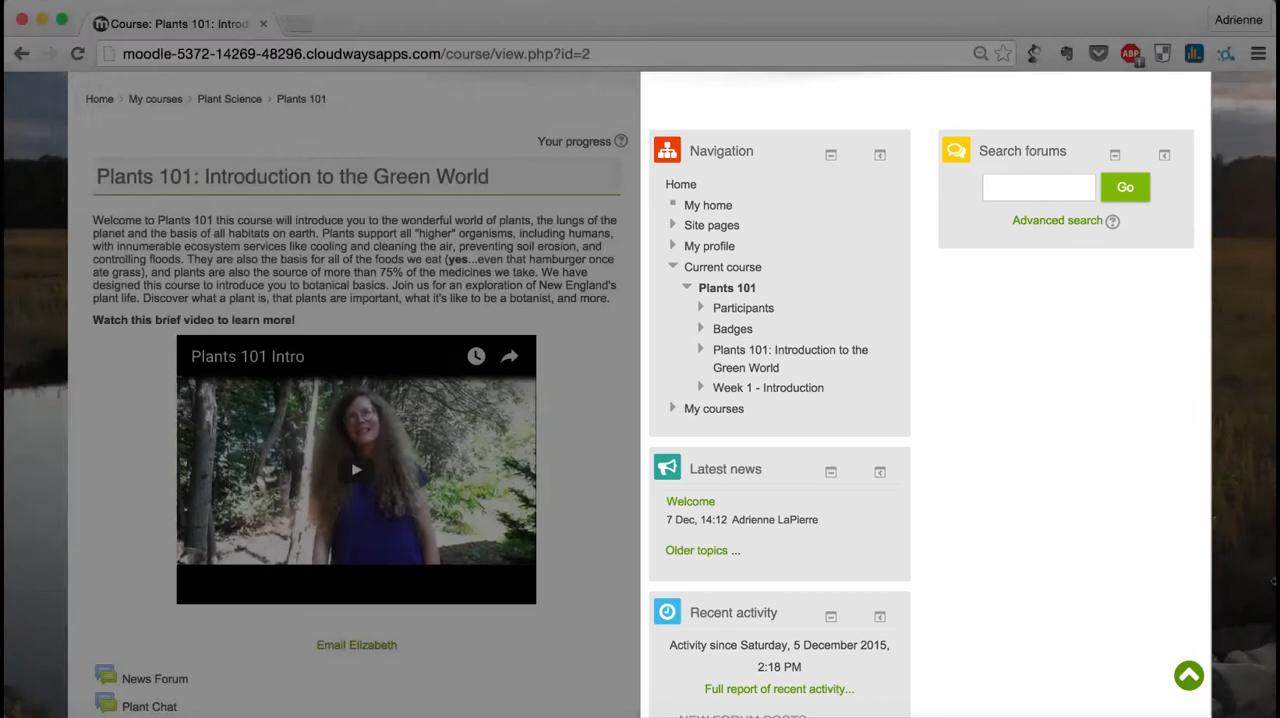 Course: Plants 101: Introd
Adrienne
moodle-5372-14269-48296.cloudwaysapps.com/course/view.php?id=2
ABP
1
Home My courses Plant Science Plants 101
Your progress
Plants 101: Introduction to the Green World
Welcome to Plants 101 this course will introduce you to the wonderful world of plants, the lungs of the
planet and the basis of all habitats on earth. Plants support all "higher" organisms, including humans,
with innumerable ecosystem services like cooling and cleaning the air, preventing soil erosion, and
controlling floods. They are also the basis for all of the foods we eat (yes...even that hamburger once
ate grass), and plants are also the source of more than 75% of the medicines we take. We have
designed this course to introduce you to botanical basics. Join us for an exploration of New England's
plant life. Discover what a plant is, that plants are important, what it's like to be a botanist, and more.
Watch this brief video to learn more!
Plants 101 Intro
Email Elizabeth
News Forum
Plant Chat
Navigation
Home
My home
Site pages
My profile
Current course
Plants 101
Participants
Badges
Plants 101: Introduction to the
Green World
Week 1 - Introduction
My courses
Latest news
Welcome
7 Dec, 14:12 Adrienne LaPierre
Older topics ...
Recent activity
Activity since Saturday, 5 December 2015,
2:18 PM
Full report of recent activity...
NEW FORUM POSTS
Search forums
Go
Advanced search